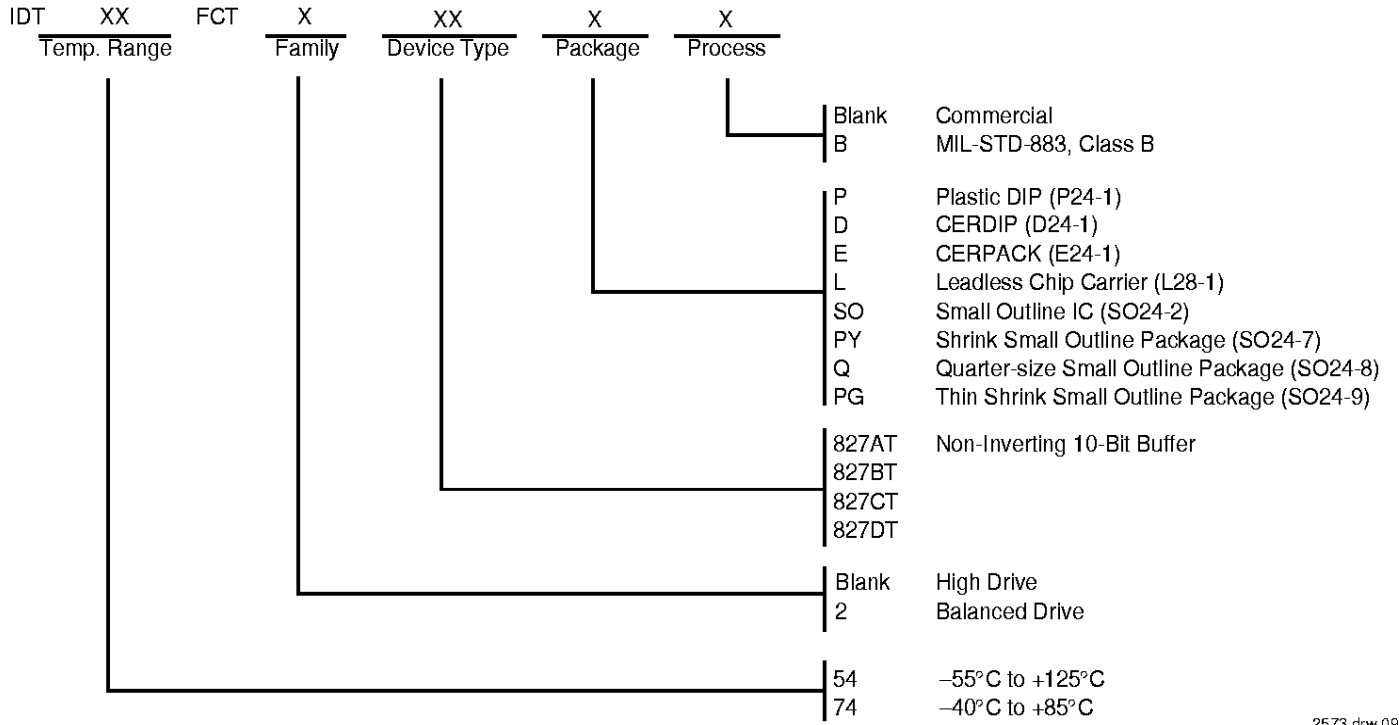 IDT XX FCT X XX X X
Temp. Range Family Device Type Package Process
Blank Commercial
B MIL-STD-883, Class B
P Plastic DIP (P24-1)
D CERDIP (D24-1)
E CERPACK (E24-1)
L Leadless Chip Carrier (L28-1)
SO Small Outline IC (SO24-2)
PY Shrink Small Outline Package (SO24-7)
Q Quarter-size Small Outline Package (SO24-8)
PG Thin Shrink Small Outline Package (SO24-9)
827AT Non-Inverting 10-Bit Buffer
827BT
827CT
827DT
Blank High Drive
2 Balanced Drive
54 –55°C to +125°C
74 –40°C to +85°C
2573 drw 09